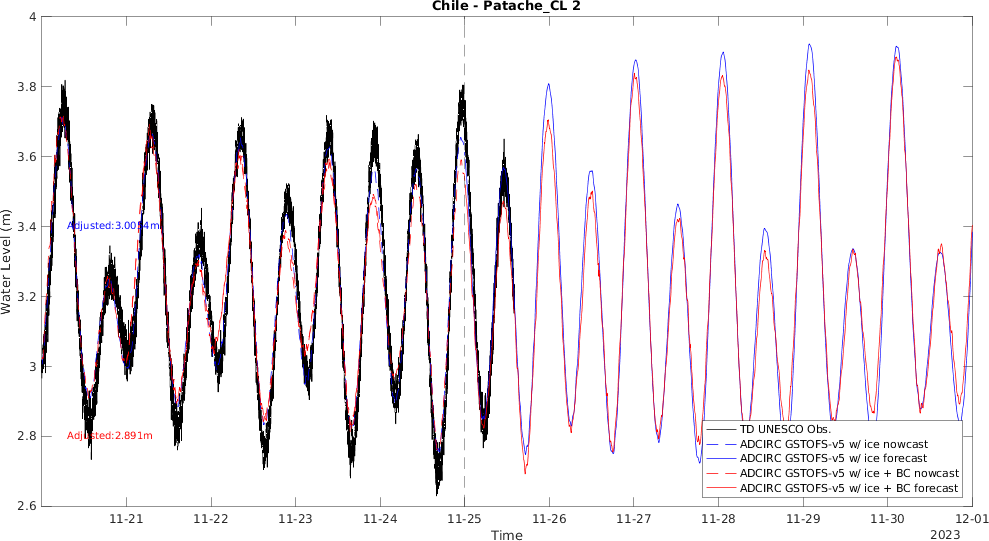 Chile - Patache_CL 2
4
3.8
3.6
3.4
3.2
3
2.8
2.6
Water Level (m)
Adjusted:3.0054m
Adjusted:2.891m
TD UNESCO Obs.
ADCIRC GSTOFS-v5 w/ ice nowcast
ADCIRC GSTOFS-v5 w/ ice forecast
ADCIRC GSTOFS-v5 w/ ice + BC nowcast
ADCIRC GSTOFS-v5 w/ ice + BC forecast
11-21 11-22 11-23 11-24 11-25 11-26 11-27 11-28 11-29 11-30 12-01
Time
2023